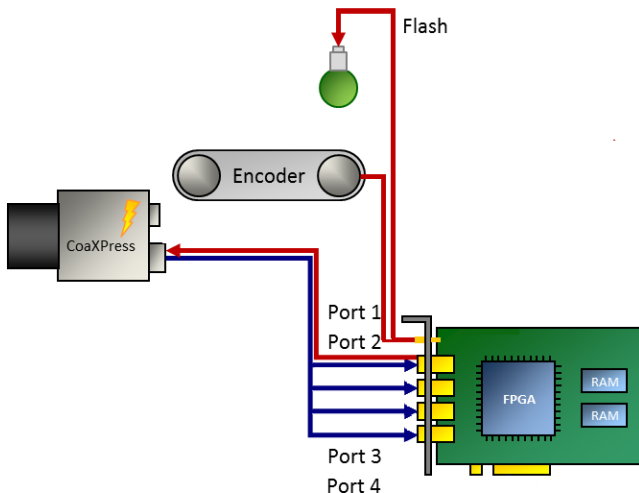 Flash
Encoder
CoaXPress
Port 1
Port 2
FPGA
RAM
RAM
Port 3
Port 4